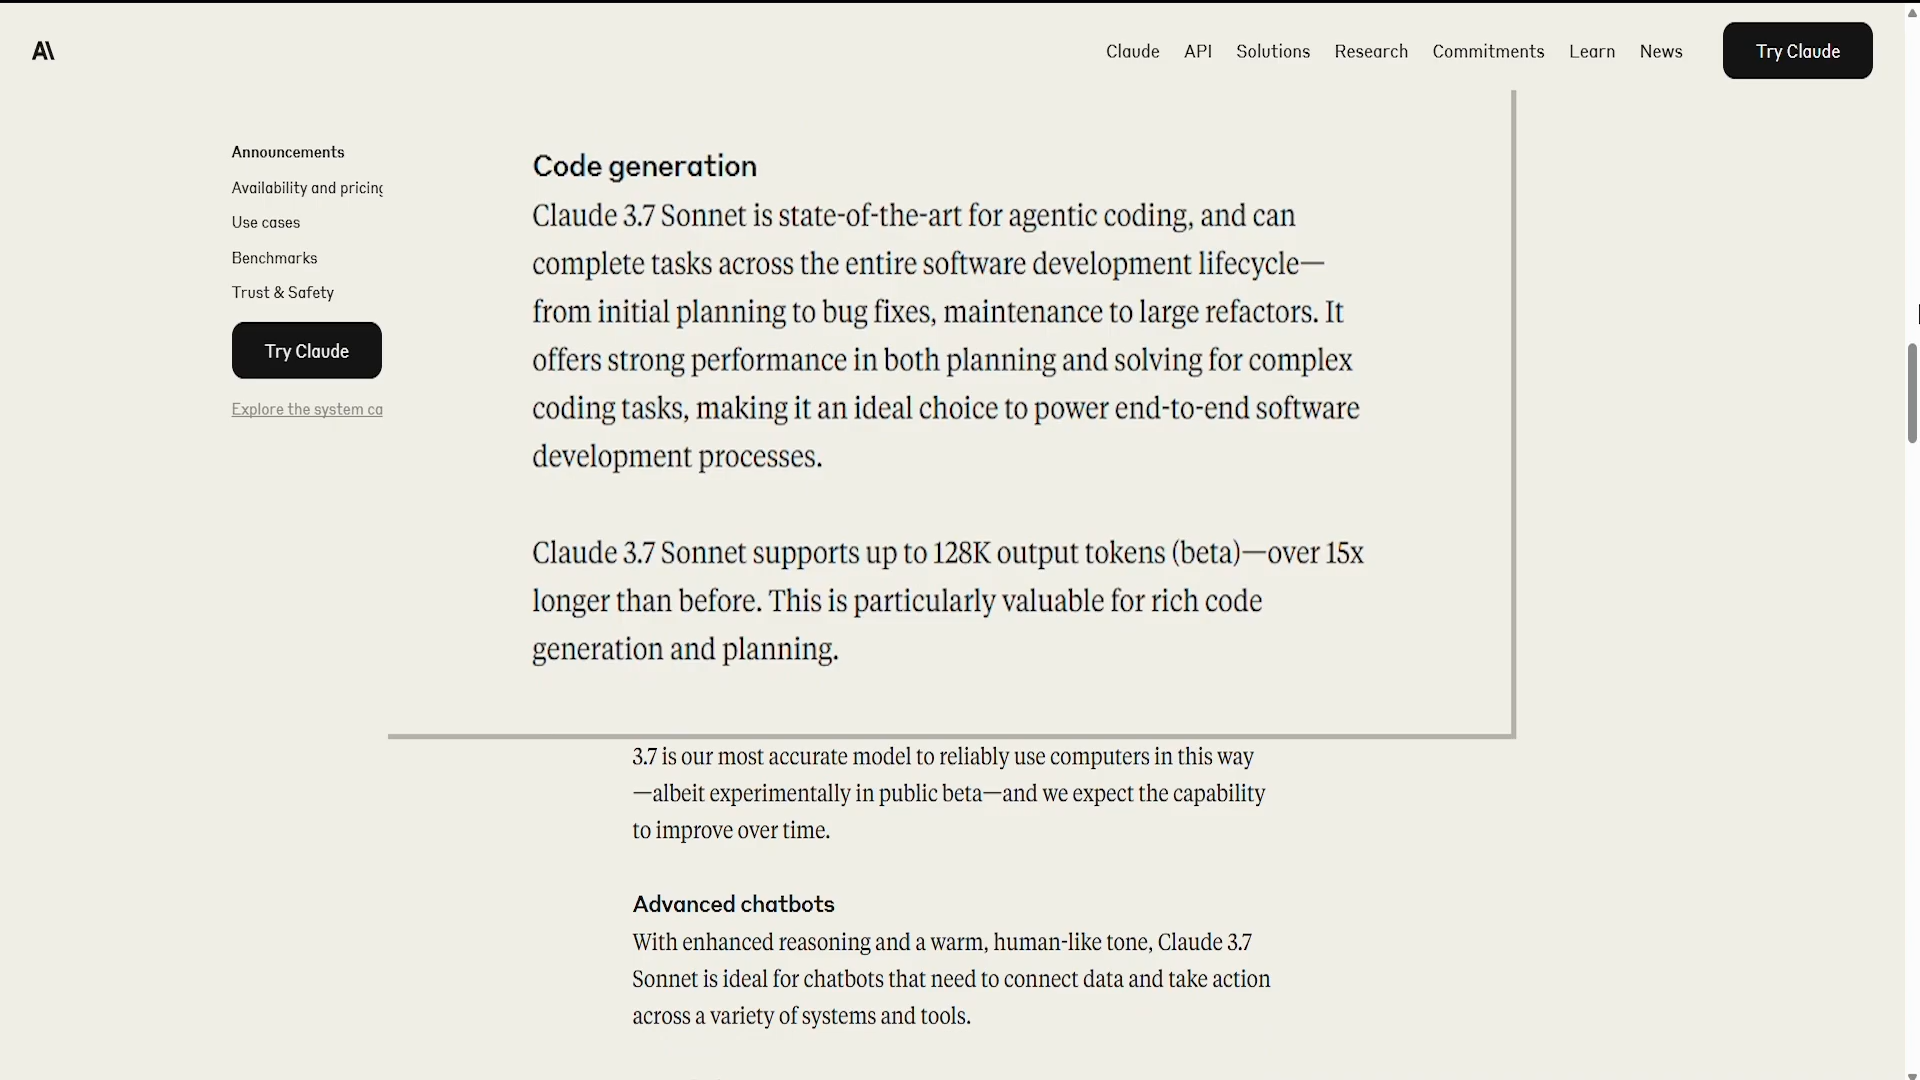 Claude API Solutions Research Commitments Learn News Try Claude
Announcements
Availability and pricing
Use cases
Benchmarks
Trust & Safety
Try Claude
Explore the system ca
Code generation
Claude 3.7 Sonnet is state-of-the-art for agentic coding, and can
complete tasks across the entire software development lifecycle—
from initial planning to bug fixes, maintenance to large refactors. It
offers strong performance in both planning and solving for complex
coding tasks, making it an ideal choice to power end-to-end software
development processes.
Claude 3.7 Sonnet supports up to 128K output tokens (beta)—over 15x
longer than before. This is particularly valuable for rich code
generation and planning.
3.7 is our most accurate model to reliably use computers in this way
—albeit experimentally in public beta—and we expect the capability
to improve over time.
Advanced chatbots
With enhanced reasoning and a warm, human-like tone, Claude 3.7
Sonnet is ideal for chatbots that need to connect data and take action
across a variety of systems and tools.